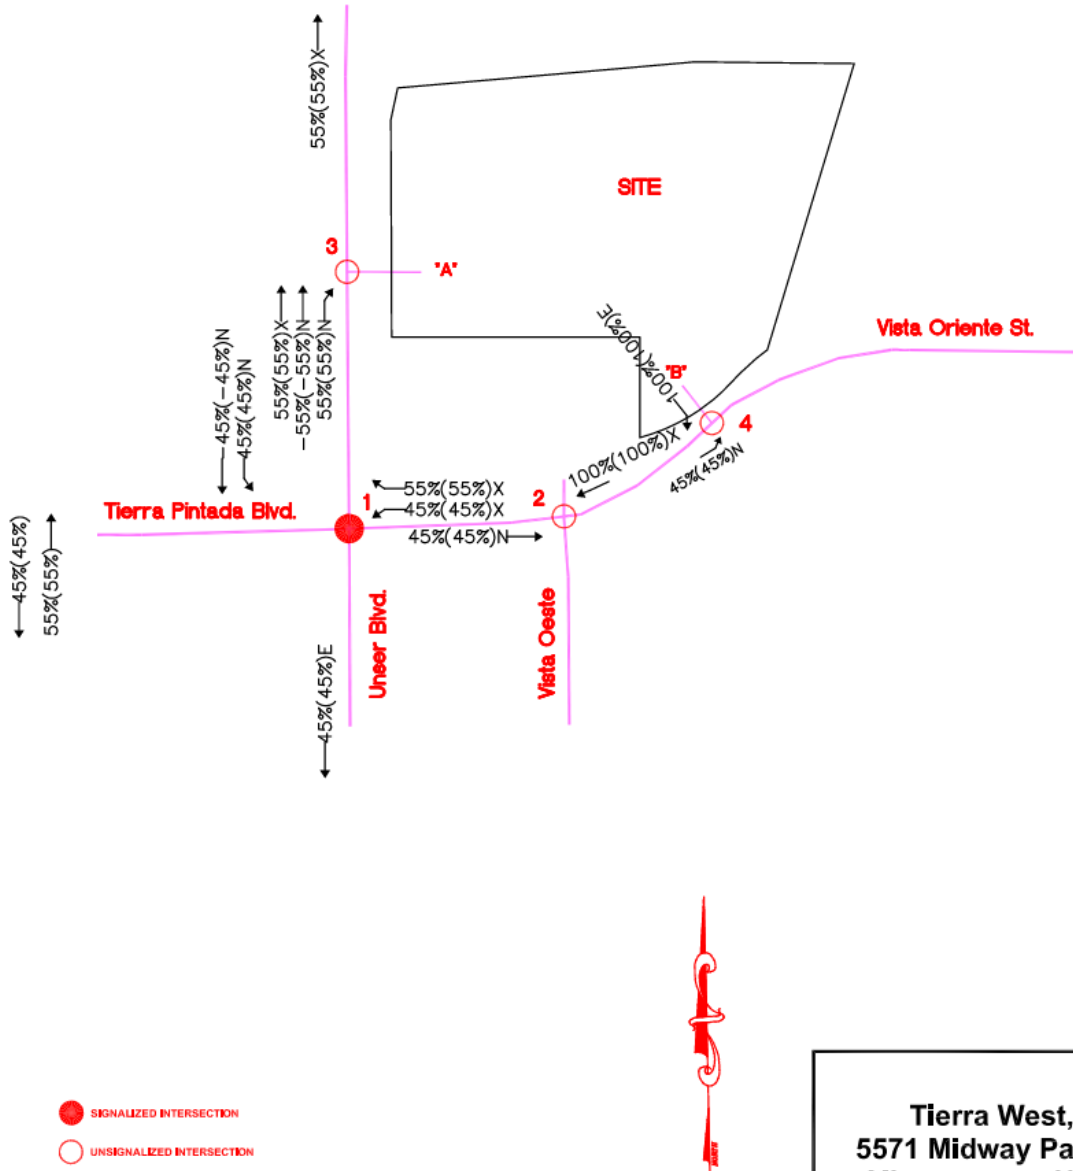 55%(55%)X
SITE
3
"A"
55%(55%)X
-55%(-55%)N
55%(55%)N
-45%(-45%)N
45%(45%)N
100%(100%)E
"B"
Vista Oriente St.
4
100%(100%)X
45%(45%)N
Tierra Pintada Blvd.
1
55%(55%)X
45%(45%)X
2
45%(45%)N
45%(45%)
55%(55%)
Unser Blvd.
Vista Oeste
45%(45%)E
SIGNALIZED INTERSECTION
UNSIGNALIZED INTERSECTION
Tierra West,
5571 Midway Pa